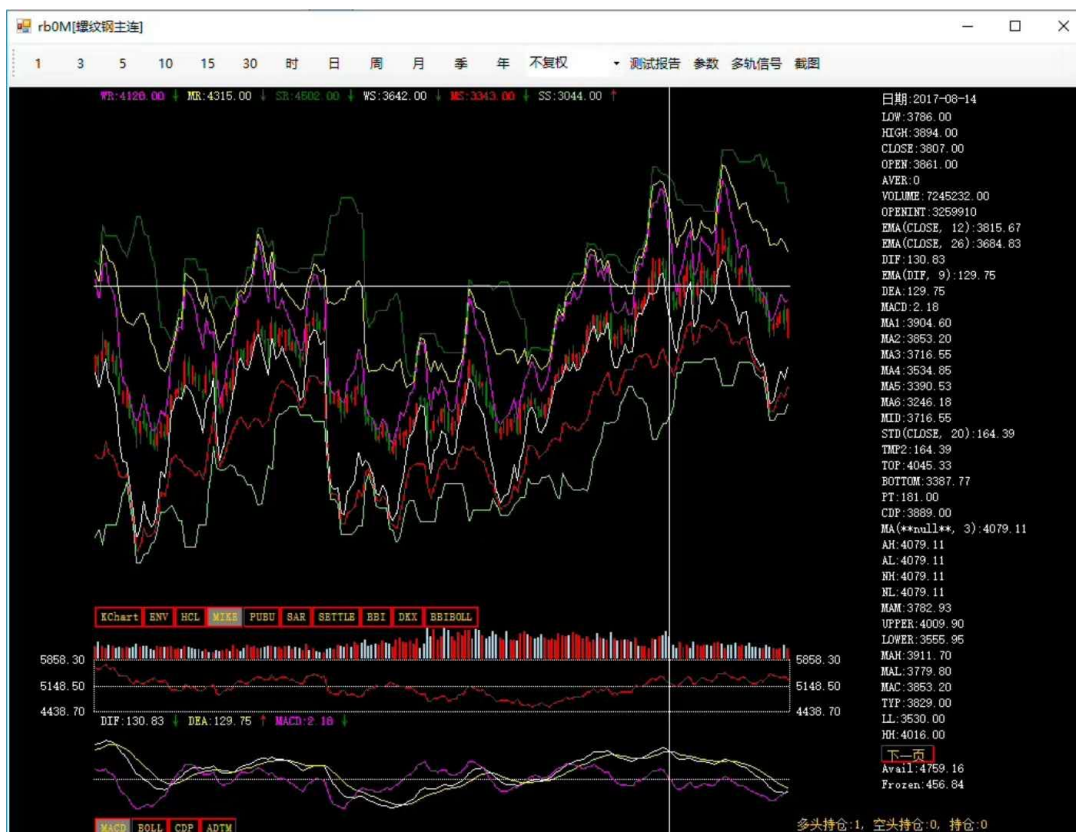 rb0M[螺纹钢主连]
1 3 5 10 15 30 时 日 周 月 季 年 不复权 测试报告 参数 多轨信号 截图
WR:4128.00 ↓ MR:4315.00 ↓ SR:4502.00 ↓ WS:3642.00 ↓ MS:3343.00 ↑ SS:3044.00 ↑
日期:2017-08-14
LOW:3786.00
HIGH:3894.00
CLOSE:3807.00
OPEN:3861.00
AVER:0
VOLUME:7245232.00
OPENINT:3259910
EMA(CLOSE, 12):3815.67
EMA(CLOSE, 26):3684.83
DIF:130.83
EMA(DIF, 9):129.75
DEA:129.75
MACD:2.18
MA1:3904.60
MA2:3853.20
MA3:3716.55
MA4:3534.85
MA5:3390.53
MA6:3246.18
MID:3716.55
STD(CLOSE, 20):164.39
TMP2:164.39
TOP:4045.33
BOTTOM:3387.77
PT:181.00
CDP:3889.00
MA(**null**, 3):4079.11
AH:4079.11
AL:4079.11
NH:4079.11
NL:4079.11
MAM:3782.93
UPPER:4009.90
LOWER:3555.95
MAH:3911.70
MAL:3779.80
MAC:3853.20
TYP:3829.00
LL:3530.00
HH:4016.00
下一页
Avail:4759.16
Frozen:456.84
KChart ENV HCL MIKE PUBU SAR SETTLE BBI DKX BBIBOLL
5858.30 5858.30
5148.50 5148.50
4438.70 4438.70
DIF:130.83 ↓ DEA:129.75 ↑ MACD:2.18 ↓
MACD BOLL CDP ADTM
多头持仓:1, 空头持仓:0, 持仓:0